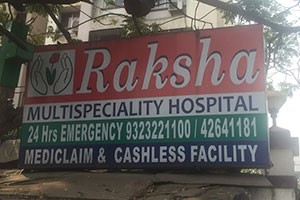 Raksha
MULTISPECIALITY HOSPITAL
24 Hrs EMERGENCY 9323221100 / 42641181
MEDICLAIM & CASHLESS FACILITY